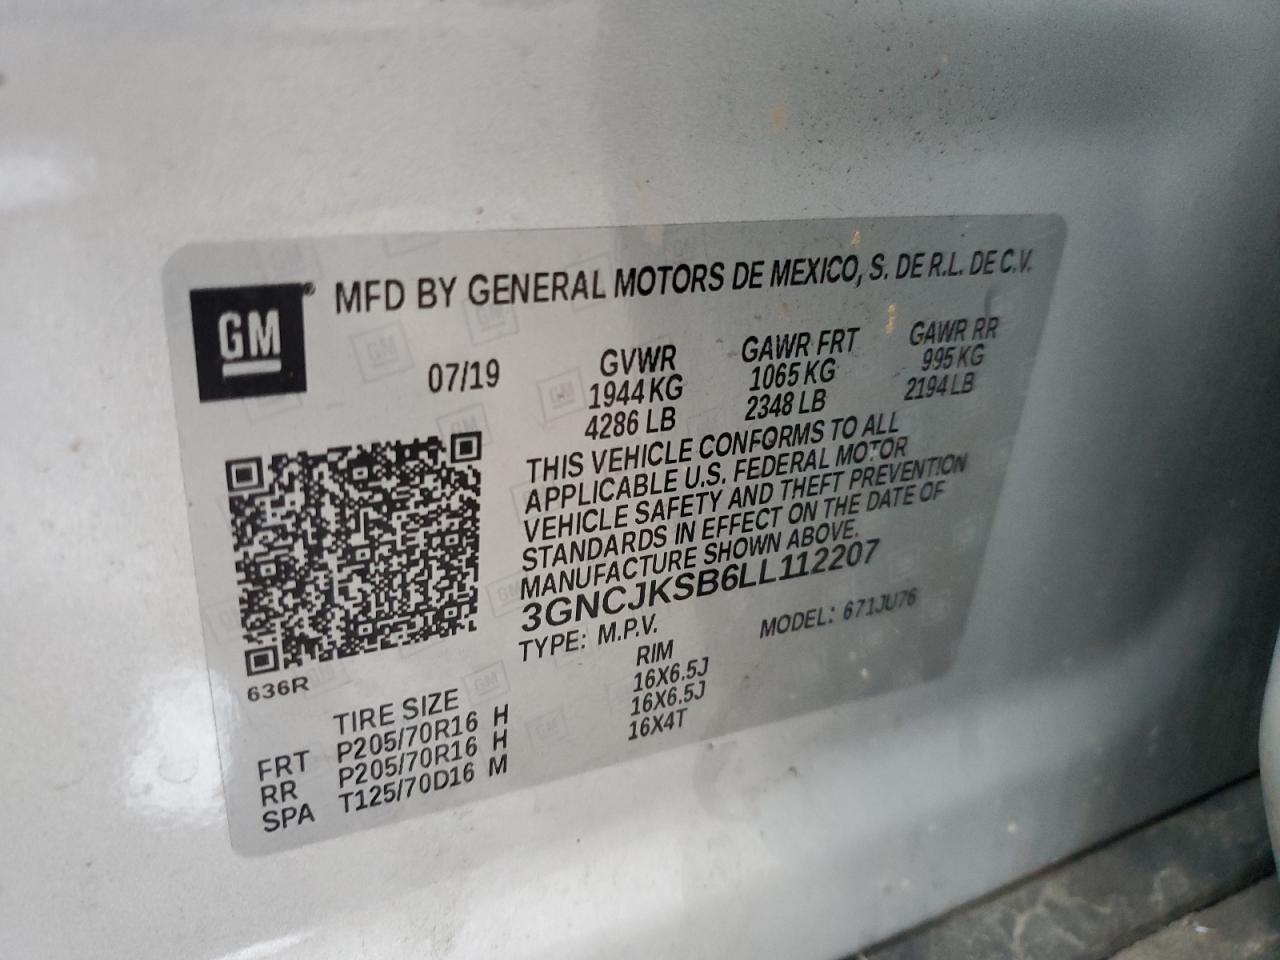 GM
MFD BY GENERAL MOTORS DE MEXICO, S. DE R.L. DE C.V.
07/19 GVWR GAWR FRT GAWR RR
1944 KG 1065 KG 995 KG
4286 LB 2348 LB 2194 LB
THIS VEHICLE CONFORMS TO ALL
APPLICABLE U.S. FEDERAL MOTOR
VEHICLE SAFETY AND THEFT PREVENTION
STANDARDS IN EFFECT ON THE DATE OF
MANUFACTURE SHOWN ABOVE.
3GNCJKSB6LL112207
TYPE: M.P.V. MODEL: 671JU76
636R
TIRE SIZE RIM
FRT P205/70R16 H 16X6.5J
RR P205/70R16 H 16X6.5J
SPA T125/70D16 M 16X4T